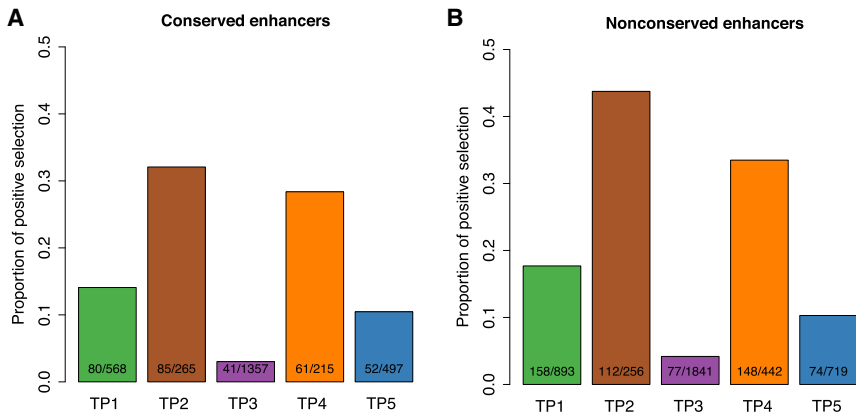 A
Conserved enhancers
Proportion of positive selection
0.5
0.4
0.3
0.2
0.1
0.0
80/568
85/265
41/1357
61/215
52/497
TP1
TP2
TP3
TP4
TP5
B
Nonconserved enhancers
Proportion of positive selection
0.5
0.4
0.3
0.2
0.1
0.0
158/893
112/256
77/1841
148/442
74/719
TP1
TP2
TP3
TP4
TP5